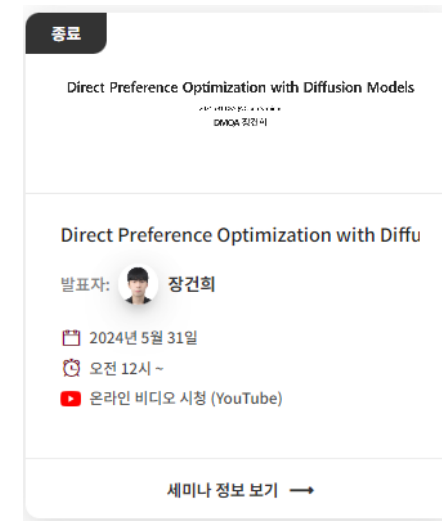 종료
Direct Preference Optimization with Diffusion Models
DMQA 장건희
Direct Preference Optimization with Diffu
발표자: 장건희
2024년 5월 31일
오전 12시 ~
온라인 비디오 시청 (YouTube)
세미나 정보 보기 →